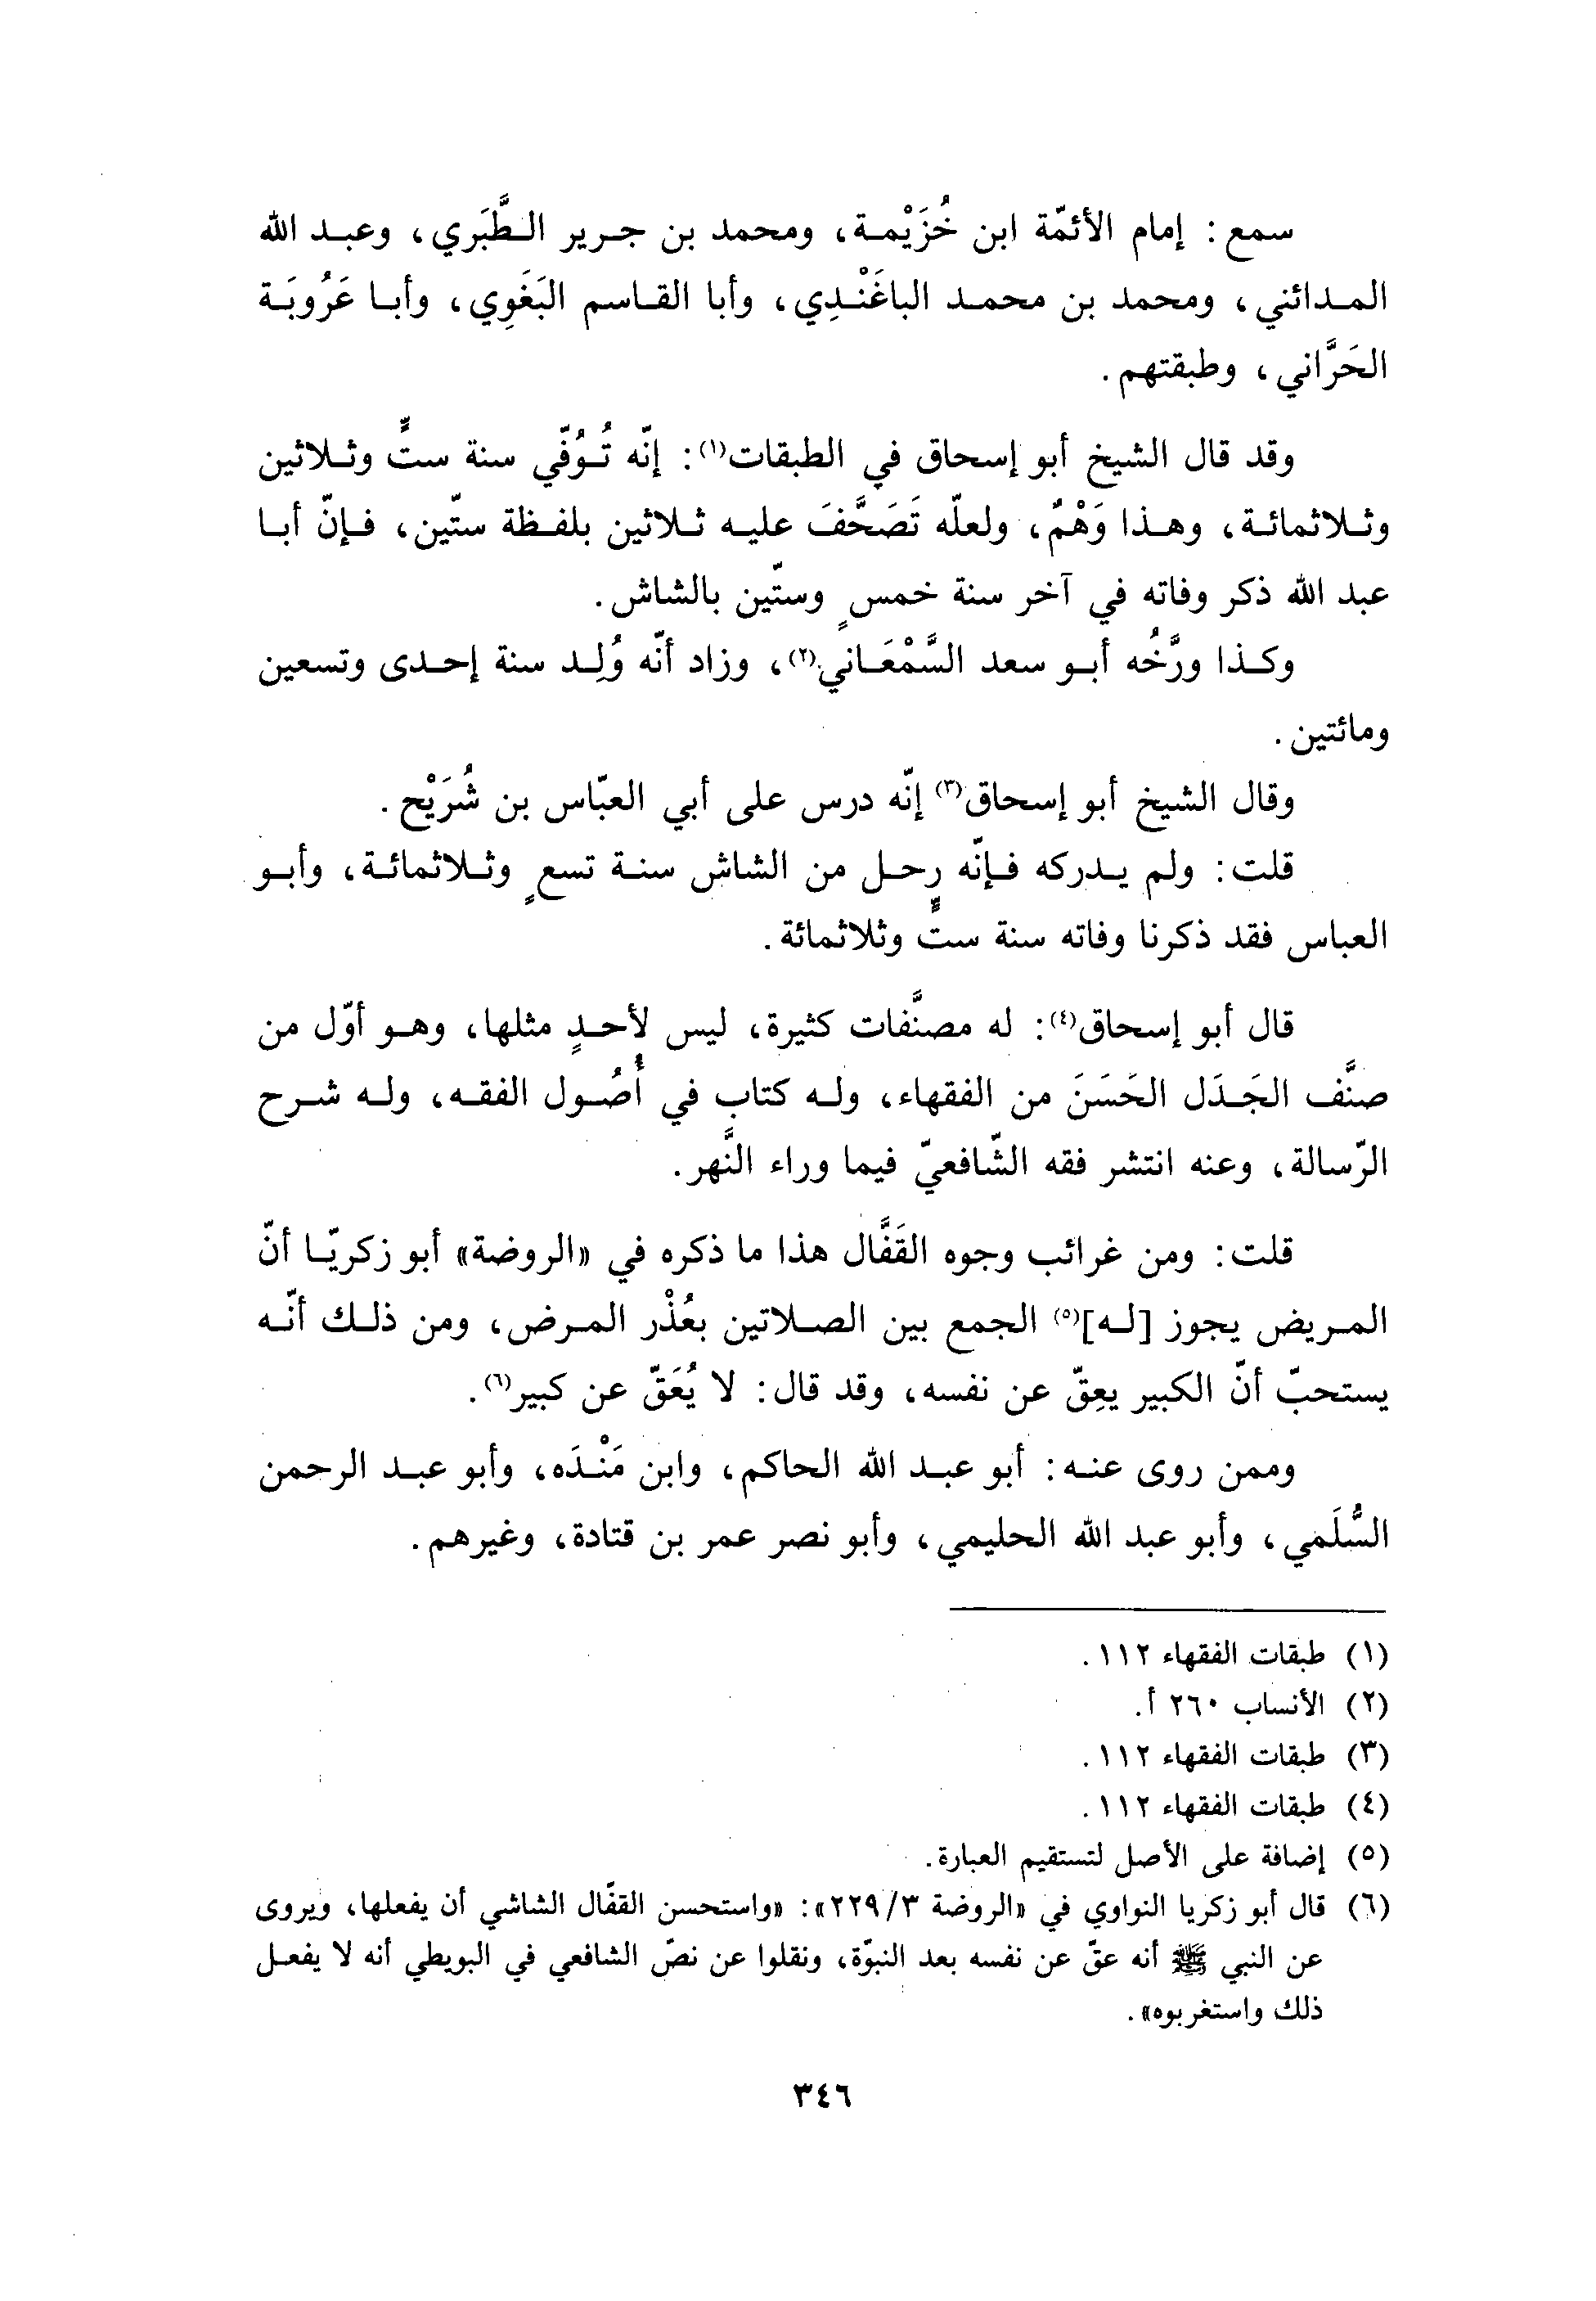 سمع: إمام الأئمّة ابن خُزَيْمة، ومحمد بن جرير الطَّبَري، وعبد الله
المدائني، ومحمد بن محمد الباغَنْدِي، وأبا القاسم البَغَوِي، وأبا عَرُوبَة
الحَرَّاني، وطبقتهم.
وقد قال الشيخ أبو إسحاق في الطبقات(١): إنّه تُوُفّي سنة ستٍّ وثلاثين
وثلاثمائة، وهذا وَهْمٌ، ولعلّه تَصَحَّفَ عليه ثلاثين بلفظة ستّين، فإنّ أبا
عبد الله ذكر وفاته في آخر سنة خمسٍ وستّين بالشاش.
وكذا ورَّخُه أبو سعد السَّمْعَاني(٢)، وزاد أنّه وُلِد سنة إحدى وتسعين
ومائتين.
وقال الشيخ أبو إسحاق(٣) إنّه درس على أبي العبّاس بن شُرَيْح.
قلت: ولم يدركه فإنّه رحل من الشاش سنة تسعٍ وثلاثمائة، وأبو
العباس فقد ذكرنا وفاته سنة ستٍّ وثلاثمائة.
قال أبو إسحاق(٤): له مصنَّفات كثيرة، ليس لأحدٍ مثلها، وهو أوّل من
صنَّف الجَدَل الحَسَنَ من الفقهاء، وله كتاب في أُصُول الفقه، وله شرح
الرّسالة، وعنه انتشر فقه الشّافعيّ فيما وراء النَّهر.
قلت: ومن غرائب وجوه القَفَّال هذا ما ذكره في «الروضة» أبو زكريّا أنّ
المريض يجوز [له](٥) الجمع بين الصلاتين بعُذْر المرض، ومن ذلك أنّه
يستحبّ أنّ الكبير يعِقّ عن نفسه، وقد قال: لا يُعَقّ عن كبير(٦).
وممن روى عنه: أبو عبد الله الحاكم، وابن مَنْدَه، وأبو عبد الرحمن
السُّلَمي، وأبو عبد الله الحليمي، وأبو نصر عمر بن قتادة، وغيرهم.
(١) طبقات الفقهاء ١١٢.
(٢) الأنساب ٢٦٠ أ.
(٣) طبقات الفقهاء ١١٢.
(٤) طبقات الفقهاء ١١٢.
(٥) إضافة على الأصل لتستقيم العبارة.
(٦) قال أبو زكريا النواوي في «الروضة ٣/٢٢٩»: «واستحسن القفّال الشاشي أن يفعلها، ويروى
عن النبي ﷺ أنه عقّ عن نفسه بعد النبوّة، ونقلوا عن نصّ الشافعي في البويطي أنه لا يفعل
ذلك واستغربوه».
٣٤٦